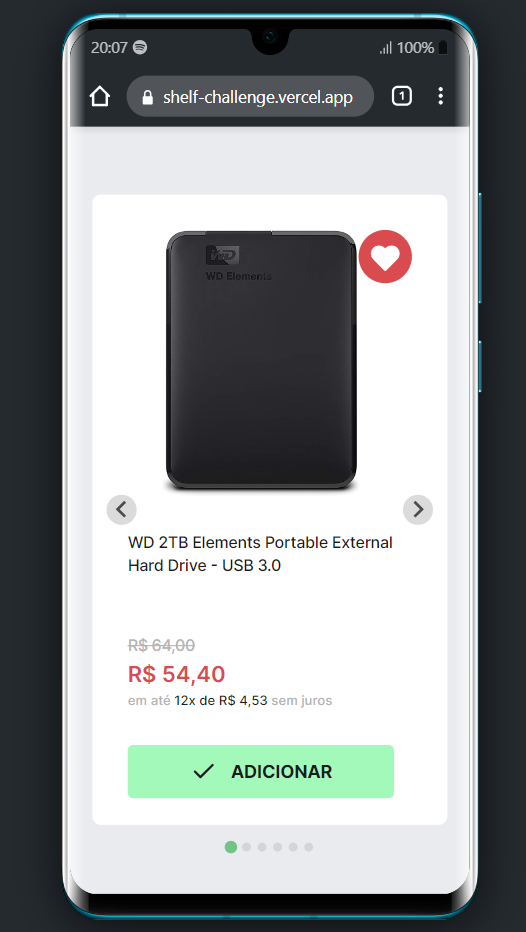 20:07
100%
shelf-challenge.vercel.app
1
WD
WD Elements
WD 2TB Elements Portable External
Hard Drive - USB 3.0
R$ 64,00
R$ 54,40
em até 12x de R$ 4,53 sem juros
ADICIONAR